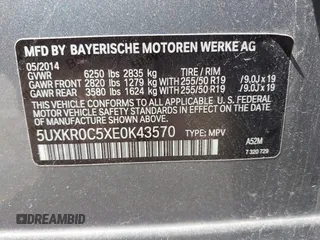 MFD BY BAYERISCHE MOTOREN WERKE AG
05/2014
GVWR 6250 lbs 2835 kg TIRE / RIM
GAWR FRONT 2820 lbs 1279 kg 255/50 R19 /9.0J x 19
GAWR REAR 3580 lbs 1624 kg 255/50 R19 /9.0J x 19
THIS VEHICLE CONFORMS TO ALL APPLICABLE U.S. FEDERAL MOTOR VEHICLE SAFETY STANDARDS IN EFFECT ON THE DATE OF MANUFACTURE SHOWN ABOVE.
5UXKR0C5XE0K43570 TYPE: MPV
A52M
7 320 729
DREAMBID